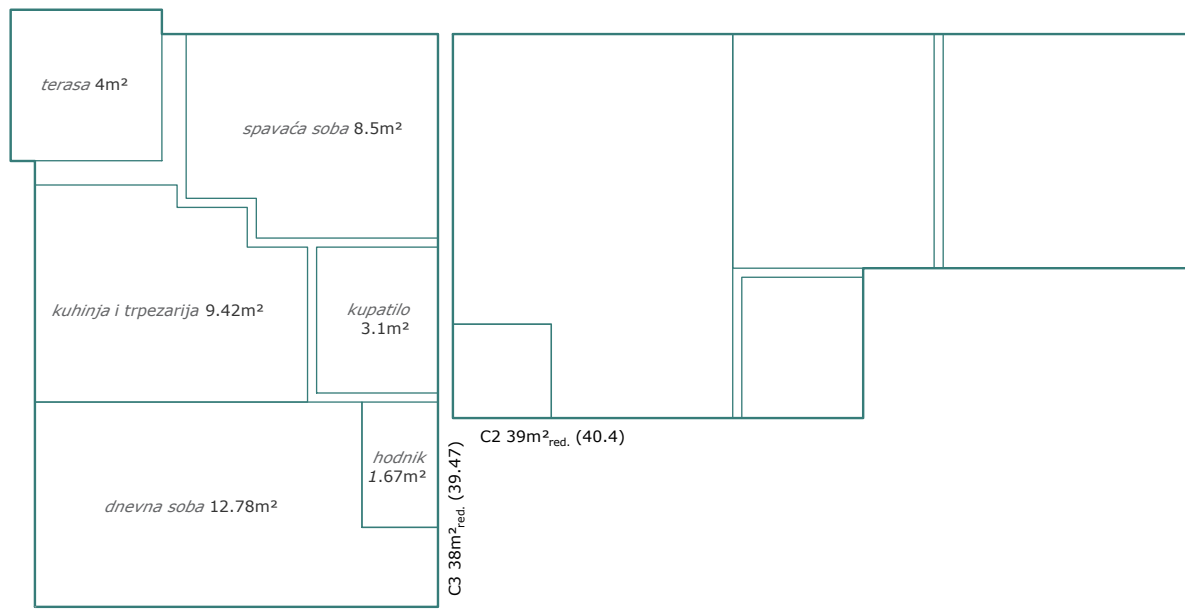 terasa 4m²
spavaća soba 8.5m²
kuhinja i trpezarija 9.42m²
kupatilo
3.1m²
hodnik
1.67m²
dnevna soba 12.78m²
C3 38m²red. (39.47)
C2 39m²red. (40.4)